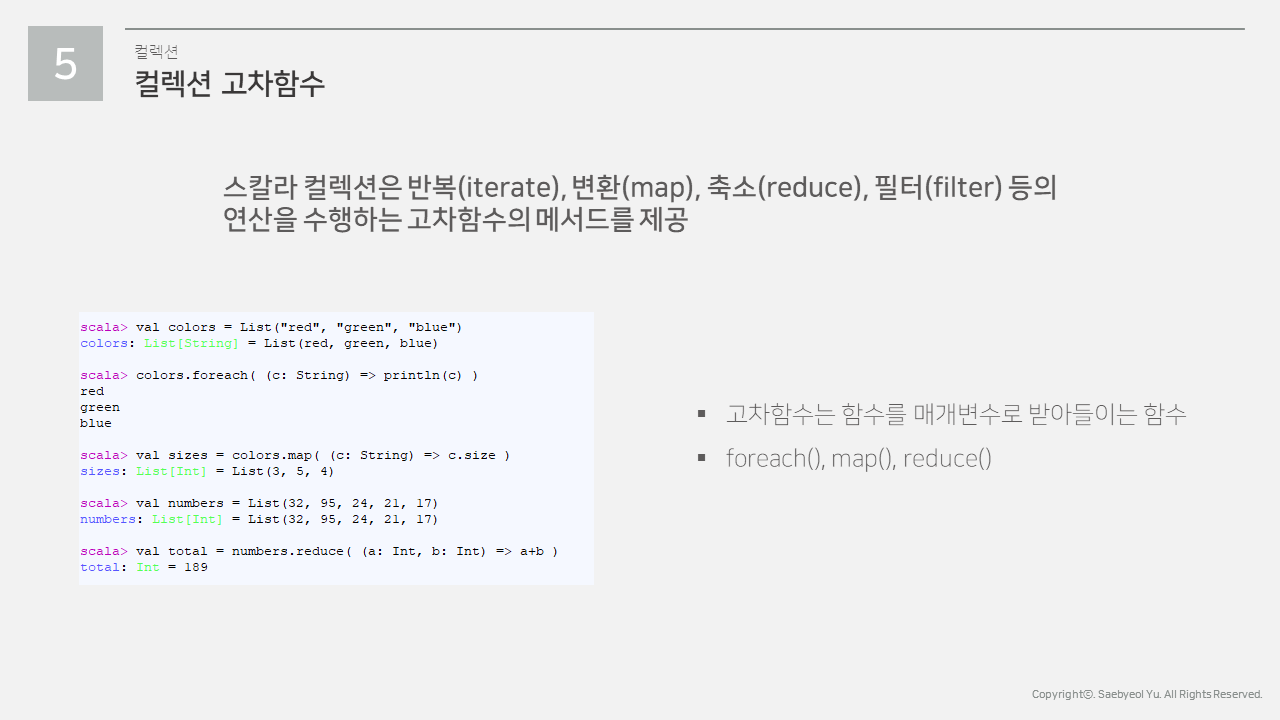 5
컬렉션
컬렉션 고차함수
스칼라 컬렉션은 반복(iterate), 변환(map), 축소(reduce), 필터(filter) 등의
연산을 수행하는 고차함수의 메서드를 제공
scala> val colors = List("red", "green", "blue")
colors: List[String] = List(red, green, blue)
scala> colors.foreach( (c: String) => println(c) )
red
green
blue
scala> val sizes = colors.map( (c: String) => c.size )
sizes: List[Int] = List(3, 5, 4)
scala> val numbers = List(32, 95, 24, 21, 17)
numbers: List[Int] = List(32, 95, 24, 21, 17)
scala> val total = numbers.reduce( (a: Int, b: Int) => a+b )
total: Int = 189
▪ 고차함수는 함수를 매개변수로 받아들이는 함수
▪ foreach(), map(), reduce()
Copyrightⓒ. Saebyeol Yu. All Rights Reserved.